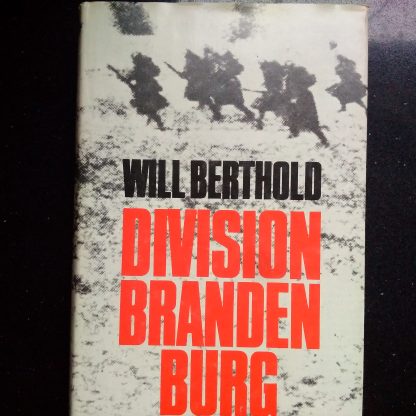 WILL BERTHOLD
DIVISION
BRANDEN
BURG